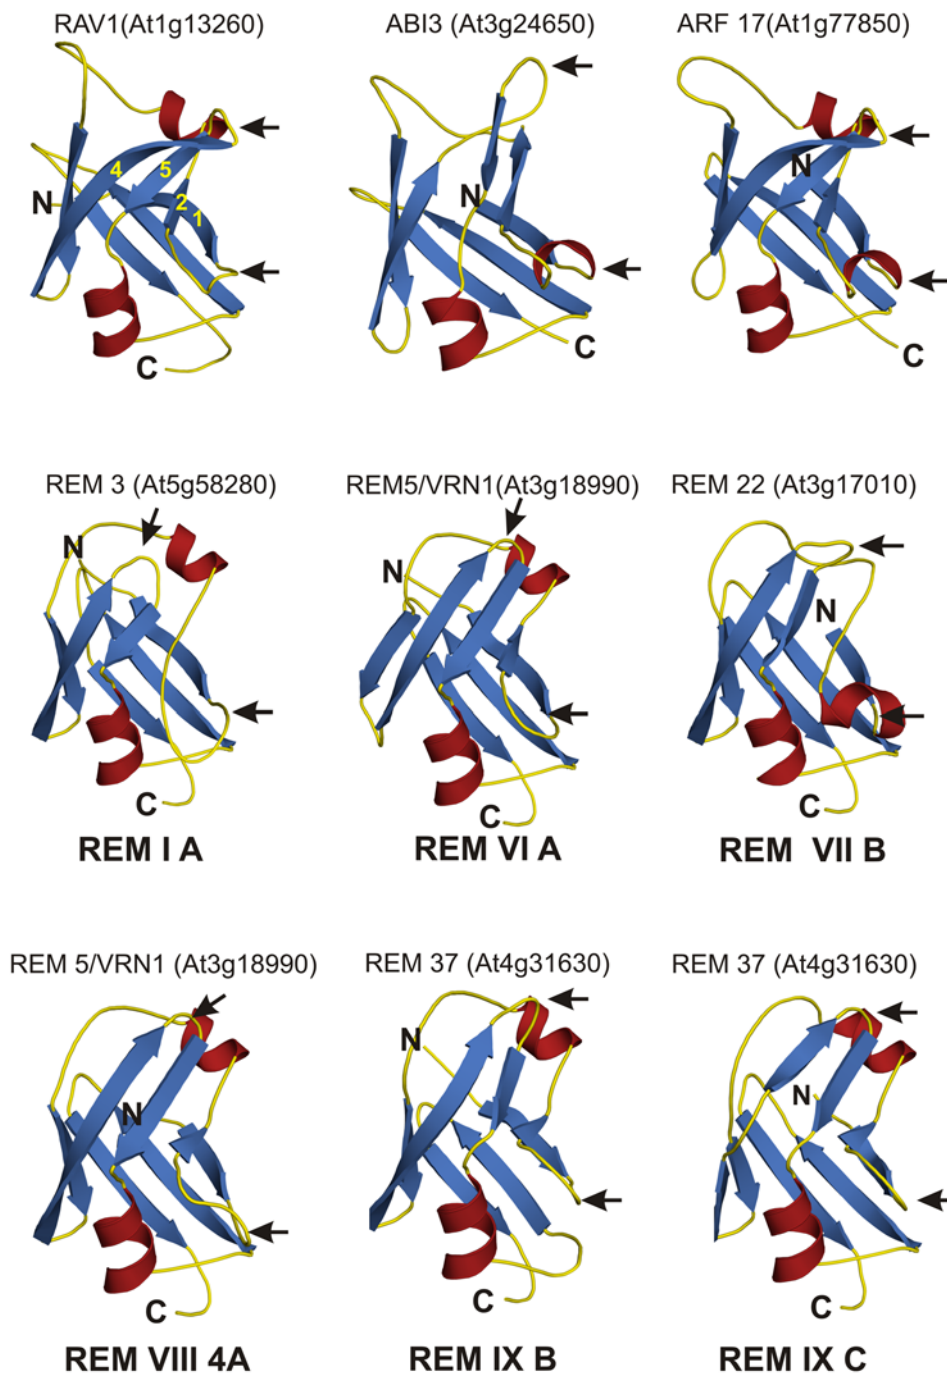 RAV1(At1g13260) ABI3 (At3g24650) ARF 17(At1g77850)
4 5
2
1
N N N
C C C
REM 3 (At5g58280) REM5/VRN1(At3g18990) REM 22 (At3g17010)
N N N
C C C
REM I A REM VI A REM VII B
REM 5/VRN1 (At3g18990) REM 37 (At4g31630) REM 37 (At4g31630)
N N N
C C C
REM VIII 4A REM IX B REM IX C